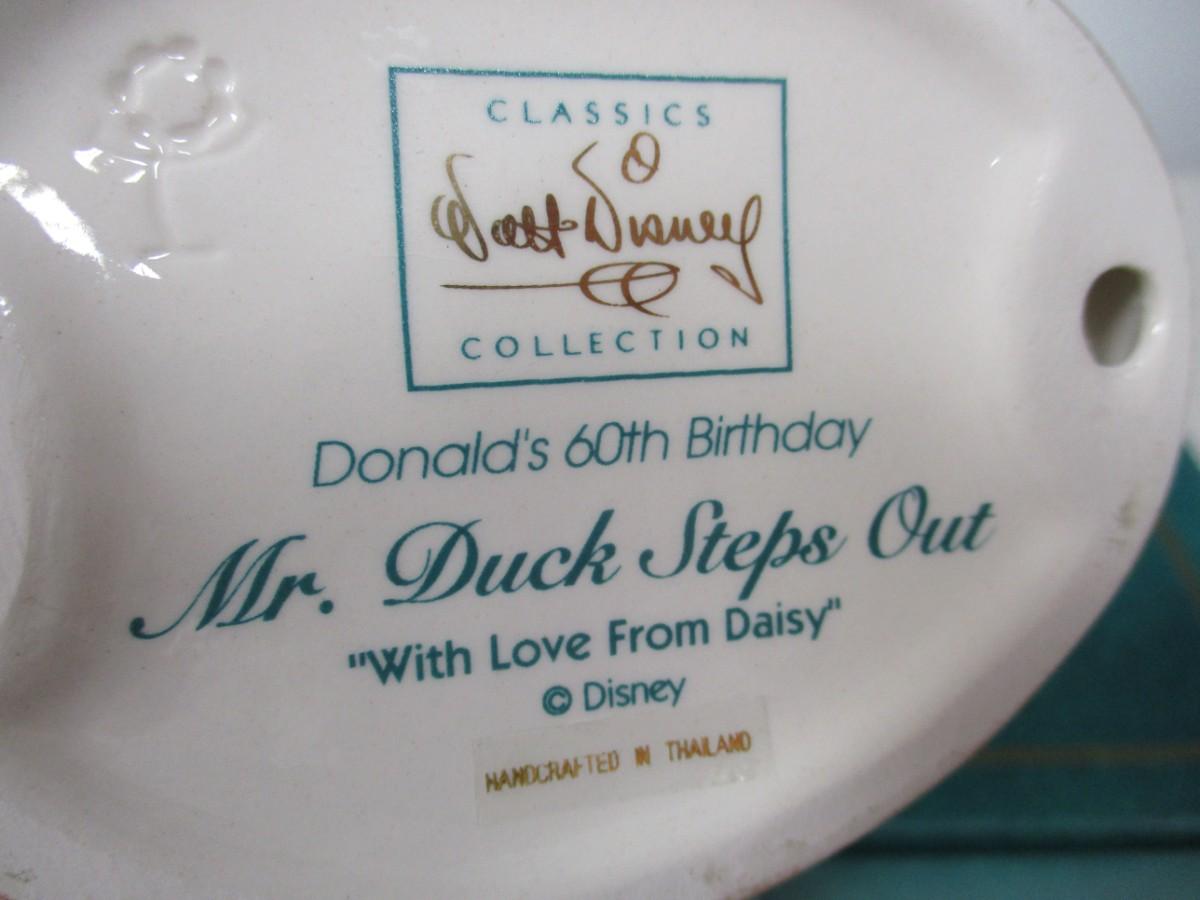 CLASSICS
Walt Disney
COLLECTION
Donald's 60th Birthday
Mr. Duck Steps Out
"With Love From Daisy"
© Disney
HANDCRAFTED IN THAILAND